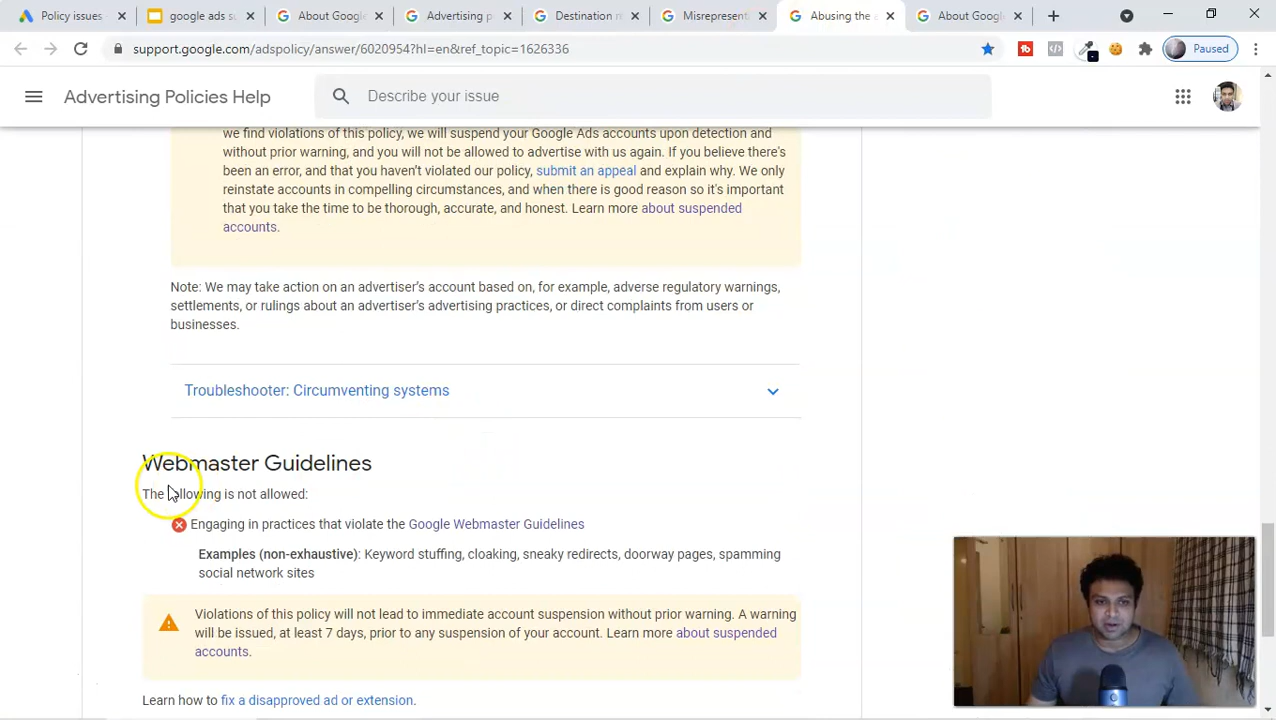 Policy issues -
Introducing the
Google Ads policies
Advertising Policies
Destination requ
Misrepresentatio
Abusing the ad
About Google
support.google.com/adspolicy/answer/6020954?hl=en&ref_topic=1626336
Paused
Advertising Policies Help
Describe your issue
we find violations of this policy, we will suspend your Google Ads accounts upon detection and
without prior warning, and you will not be allowed to advertise with us again. If you believe there's
been an error, and that you haven't violated our policy, submit an appeal and explain why. We only
reinstate accounts in compelling circumstances, and when there is good reason so it's important
that you take the time to be thorough, accurate, and honest. Learn more about suspended
accounts.
Note: We may take action on an advertiser's account based on, for example, adverse regulatory warnings,
settlements, or rulings about an advertiser's advertising practices, or direct complaints from users or
businesses.
Troubleshooter: Circumventing systems
Webmaster Guidelines
The following is not allowed:
Engaging in practices that violate the Google Webmaster Guidelines
Examples (non-exhaustive): Keyword stuffing, cloaking, sneaky redirects, doorway pages, spamming
social network sites
Violations of this policy will not lead to immediate account suspension without prior warning. A warning
will be issued, at least 7 days, prior to any suspension of your account. Learn more about suspended
accounts.
Learn how to fix a disapproved ad or extension.